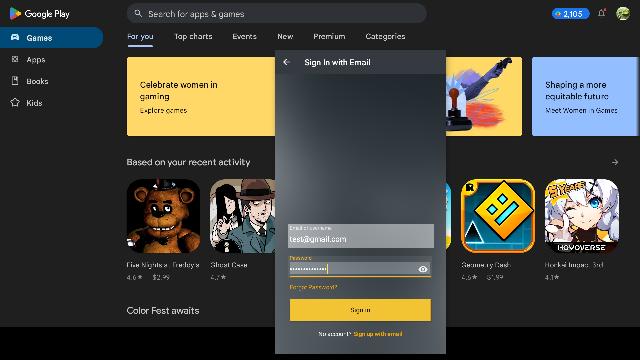 Google Play
Search for apps & games
2,105
Games
Apps
Books
Kids
For you
Top charts
Events
New
Premium
Categories
Celebrate women in
gaming
Explore games
Shaping a more
equitable future
Meet Women in Games
Based on your recent activity
Five Nights at Freddy's
4.6★ $2.99
Ghost Case
4.7★
Geometry Dash
4.6★ $1.99
Honkai Impact 3rd
4.1★
HOYOVERSE
Color Fest awaits
Sign In with Email
Email or username
test@gmail.com
Password
Forgot Password?
Sign in
No account? Sign up with email